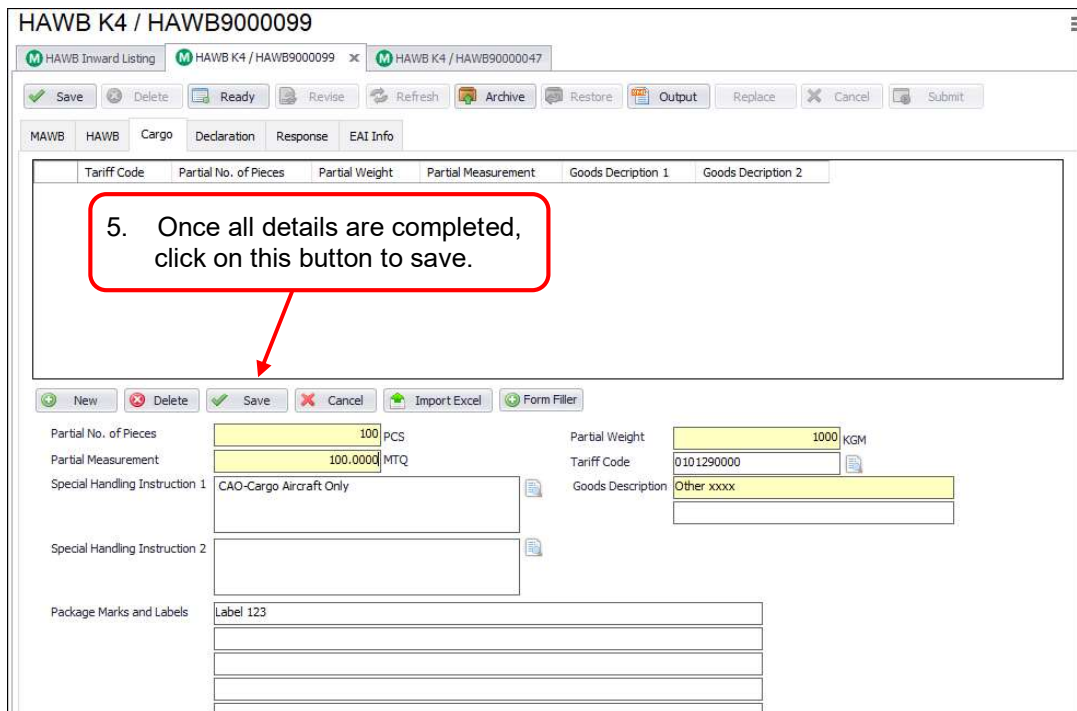 HAWB K4 / HAWB9000099
HAWB Inward Listing HAWB K4 / HAWB9000099 x HAWB K4 / HAWB90000047
Save Delete Ready Revise Refresh Archive Restore Output Replace Cancel Submit
MAWB HAWB Cargo Declaration Response EAI Info
Tariff Code Partial No. of Pieces Partial Weight Partial Measurement Goods Decription 1 Goods Decription 2
5. Once all details are completed,
click on this button to save.
New Delete Save Cancel Import Excel Form Filler
Partial No. of Pieces 100 PCS Partial Weight 1000 KGM
Partial Measurement 100.0000 MTQ Tariff Code 0101290000
Special Handling Instruction 1 CAO-Cargo Aircraft Only Goods Description Other xxxx
Special Handling Instruction 2
Package Marks and Labels Label 123